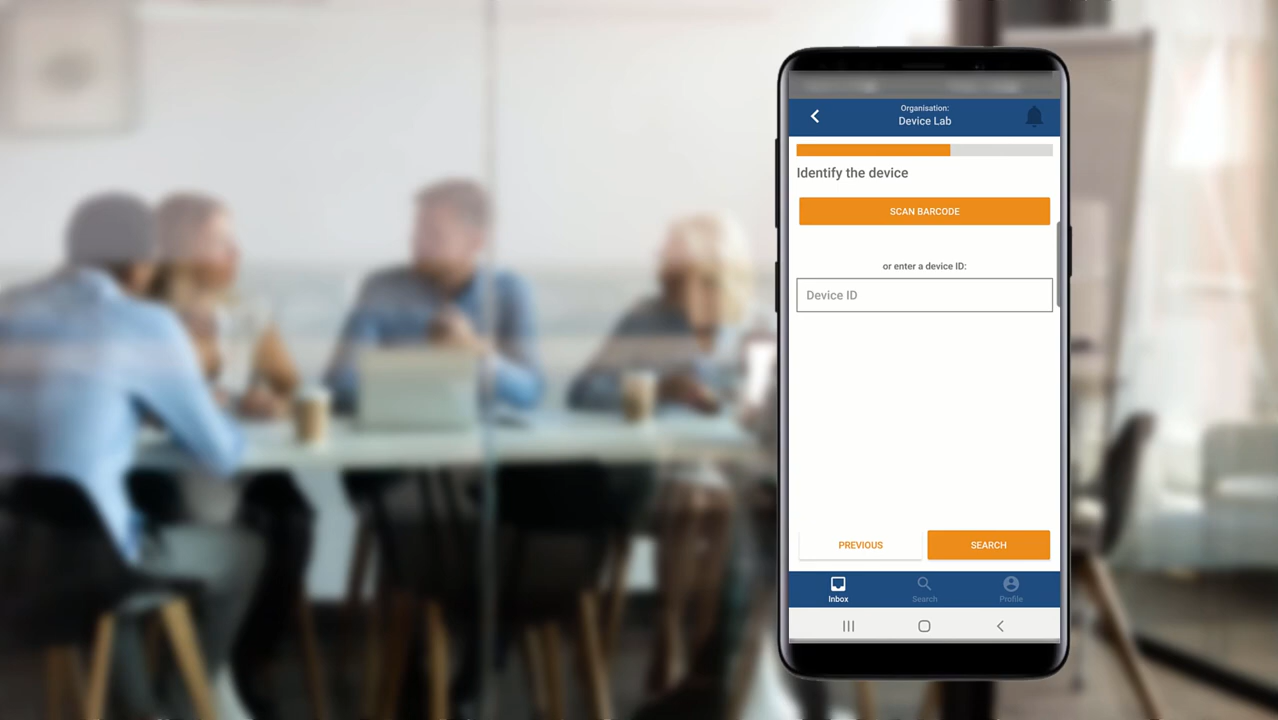 Organisation:
Device Lab
Identify the device
SCAN BARCODE
or enter a device ID:
Device ID
PREVIOUS
SEARCH
Inbox
Search
Profile